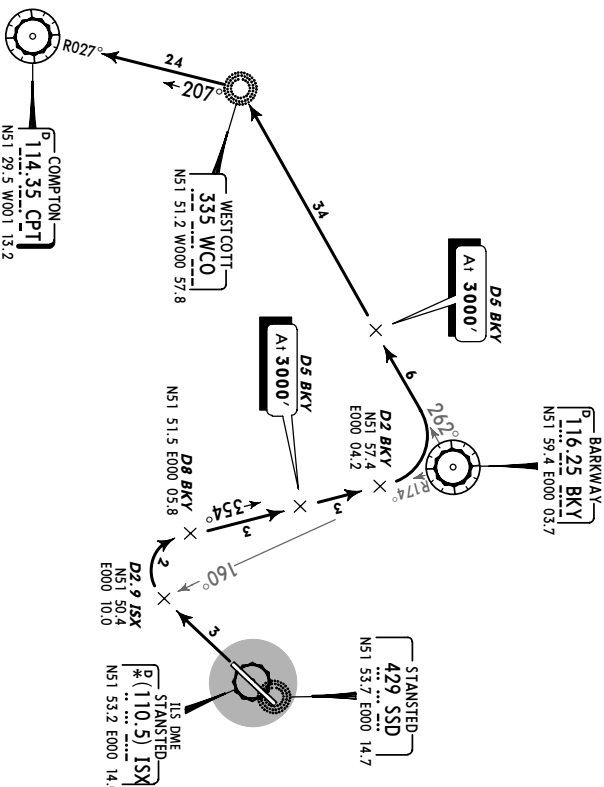 BARKWAY
D 116.25 BKY
N51 59.4 E000 03.7
D5 BKY
At 3000'
262°
R174°
6
D2 BKY
N51 57.4
E000 04.2
3
D5 BKY
At 3000'
354°
3
D8 BKY
N51 51.5 E000 05.8
160°
2
D2.9 ISX
N51 50.4
E000 10.0
3
STANSTED
429 SSD
N51 53.7 E000 14.7
ILS DME
STANSTED
D *(110.5) ISX
N51 53.2 E000 14.
34
WESTCOTT
335 WCO
N51 51.2 W000 57.8
207°
24
R027°
COMPTON
D 114.35 CPT
N51 29.5 W001 13.2